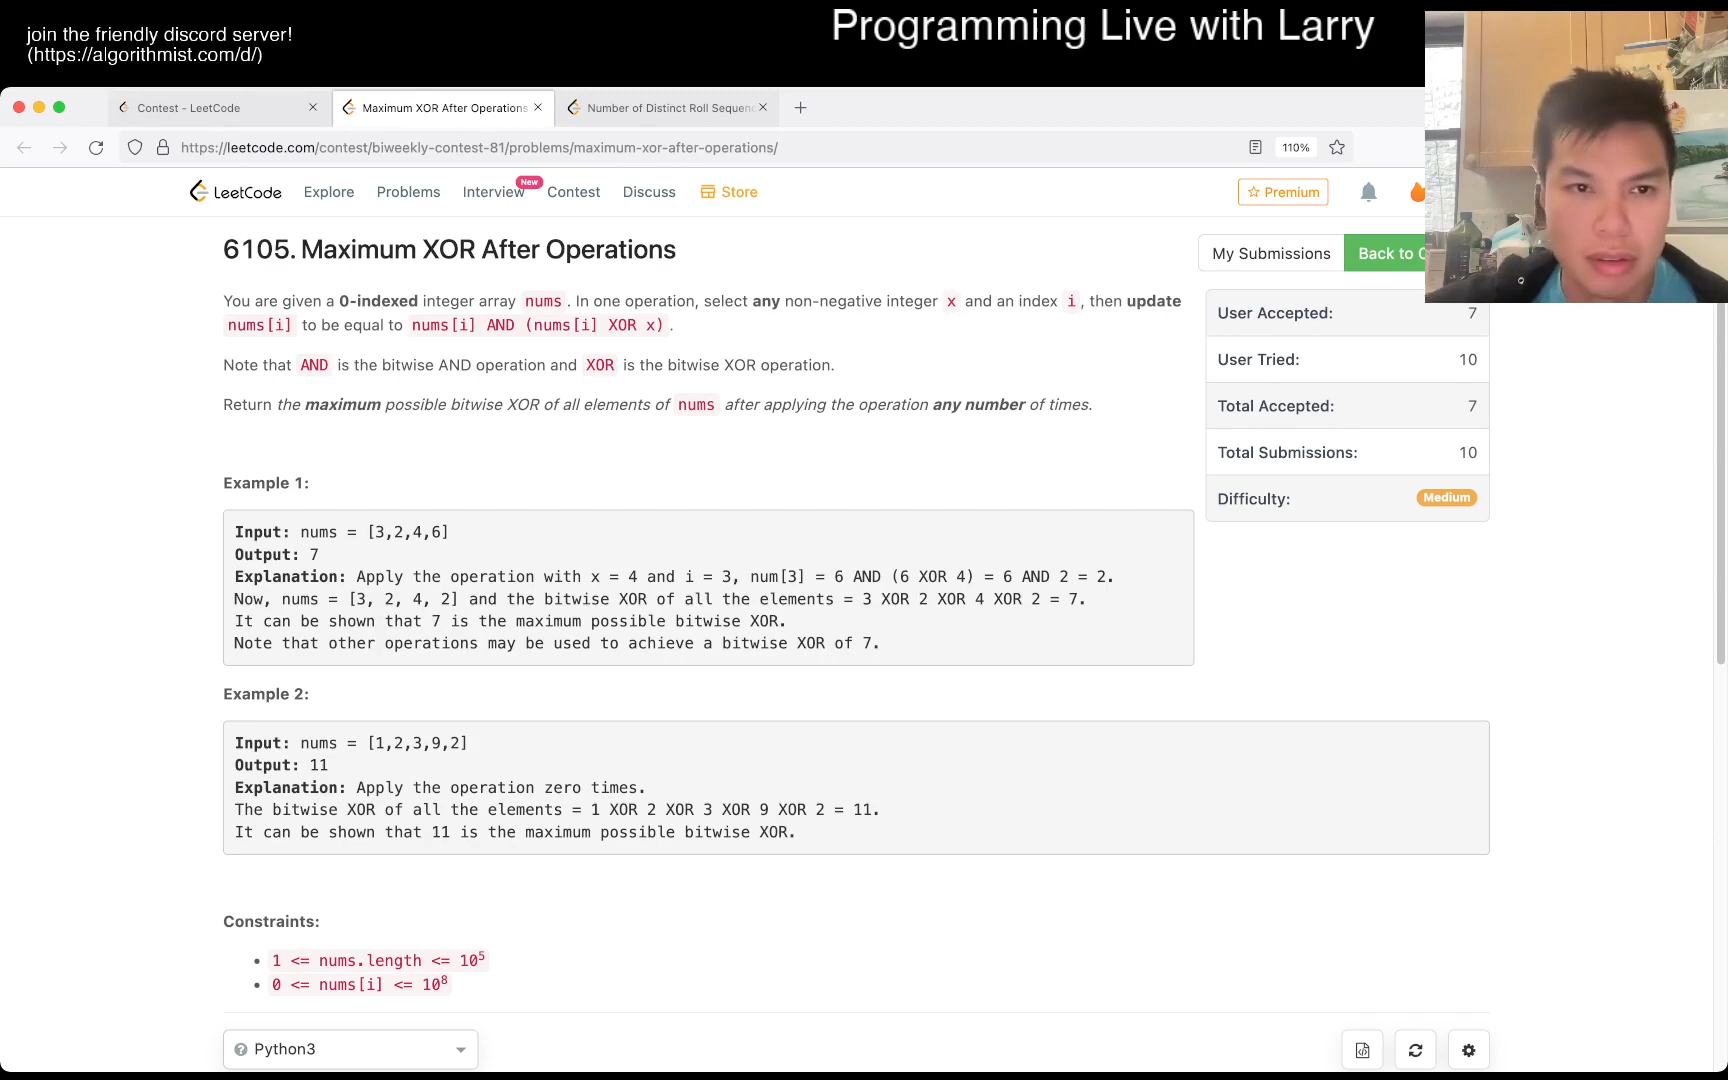 join the friendly discord server!
(https://algorithmist.com/d/)
Programming Live with Larry
Contest - LeetCode
Maximum XOR After Operations
Number of Distinct Roll Sequen
https://leetcode.com/contest/biweekly-contest-81/problems/maximum-xor-after-operations/
110%
LeetCode
Explore
Problems
Interview
New
Contest
Discuss
Store
Premium
6105. Maximum XOR After Operations
My Submissions
Back to C
You are given a 0-indexed integer array nums. In one operation, select any non-negative integer x and an index i, then update
nums[i] to be equal to nums[i] AND (nums[i] XOR x).
Note that AND is the bitwise AND operation and XOR is the bitwise XOR operation.
Return the maximum possible bitwise XOR of all elements of nums after applying the operation any number of times.
User Accepted: 7
User Tried: 10
Total Accepted: 7
Total Submissions: 10
Difficulty: Medium
Example 1:
Input: nums = [3,2,4,6]
Output: 7
Explanation: Apply the operation with x = 4 and i = 3, num[3] = 6 AND (6 XOR 4) = 6 AND 2 = 2.
Now, nums = [3, 2, 4, 2] and the bitwise XOR of all the elements = 3 XOR 2 XOR 4 XOR 2 = 7.
It can be shown that 7 is the maximum possible bitwise XOR.
Note that other operations may be used to achieve a bitwise XOR of 7.
Example 2:
Input: nums = [1,2,3,9,2]
Output: 11
Explanation: Apply the operation zero times.
The bitwise XOR of all the elements = 1 XOR 2 XOR 3 XOR 9 XOR 2 = 11.
It can be shown that 11 is the maximum possible bitwise XOR.
Constraints:
1 <= nums.length <= 10⁵
0 <= nums[i] <= 10⁸
Python3